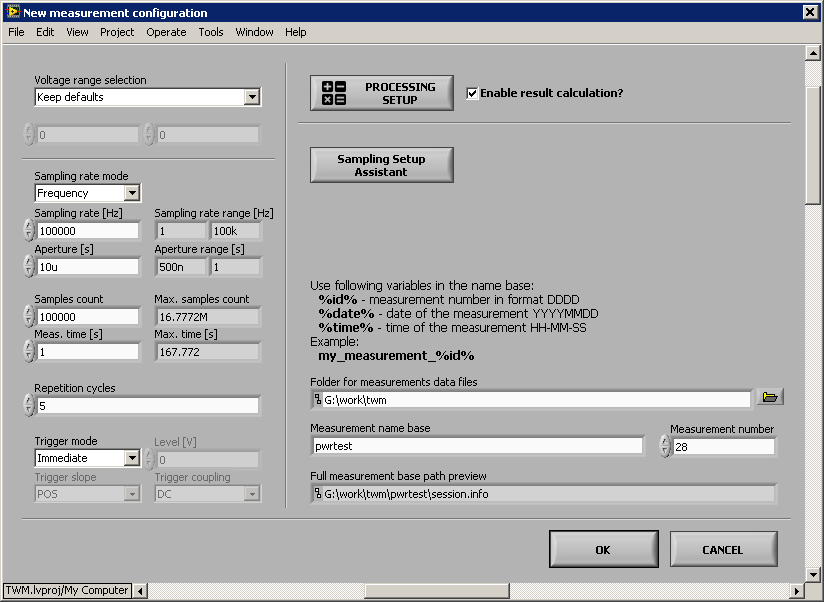 New measurement configuration
File Edit View Project Operate Tools Window Help
Voltage range selection
Keep defaults
0 0
Sampling rate mode
Frequency
Sampling rate [Hz] Sampling rate range [Hz]
100000 1 100k
Aperture [s] Aperture range [s]
10u 500n 1
Samples count Max. samples count
100000 16.7772M
Meas. time [s] Max. time [s]
1 167.772
Repetition cycles
5
Trigger mode Level [V]
Immediate 0
Trigger slope Trigger coupling
POS DC
PROCESSING
SETUP
Enable result calculation?
Sampling Setup
Assistant
Use following variables in the name base:
%id% - measurement number in format DDDD
%date% - date of the measurement YYYYMMDD
%time% - time of the measurement HH-MM-SS
Example:
my_measurement_%id%
Folder for measurements data files
G:\work\twm
Measurement name base Measurement number
pwrtest 28
Full measurement base path preview
G:\work\twm\pwrtest\session.info
OK CANCEL
TWM.lvproj/My Computer